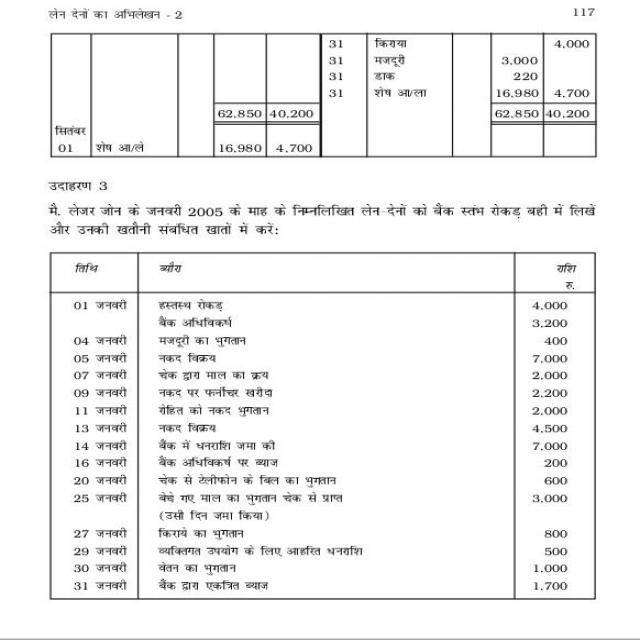 लेन देनों का अभिलेखन - 2 117
31 किराया 4,000
31 मजदूरी 3,000
31 डाक 220
31 शेष आ/ला 16,980 4,700
62,850 40,200 62,850 40,200
सितंबर
01 शेष आ/ले 16,980 4,700
उदाहरण 3
मै. लेजर जोन के जनवरी 2005 के माह के निम्नलिखित लेन-देनों को बैंक स्तंभ रोकड़ बही में लिखें
और उनकी खतौनी संबंधित खातों में करें:
तिथि ब्यौरा राशि
रु.
01 जनवरी हस्तस्थ रोकड़ 4,000
बैंक अधिविकर्ष 3,200
04 जनवरी मजदूरी का भुगतान 400
05 जनवरी नकद विक्रय 7,000
07 जनवरी चेक द्वारा माल का क्रय 2,000
09 जनवरी नकद पर फर्नीचर खरीदा 2,200
11 जनवरी रोहित को नकद भुगतान 2,000
13 जनवरी नकद विक्रय 4,500
14 जनवरी बैंक में धनराशि जमा की 7,000
16 जनवरी बैंक अधिविकर्ष पर ब्याज 200
20 जनवरी चेक से टेलीफोन के बिल का भुगतान 600
25 जनवरी बेचे गए माल का भुगतान चेक से प्राप्त 3,000
(उसी दिन जमा किया)
27 जनवरी किराये का भुगतान 800
29 जनवरी व्यक्तिगत उपयोग के लिए आहरित धनराशि 500
30 जनवरी वेतन का भुगतान 1,000
31 जनवरी बैंक द्वारा एकत्रित ब्याज 1,700